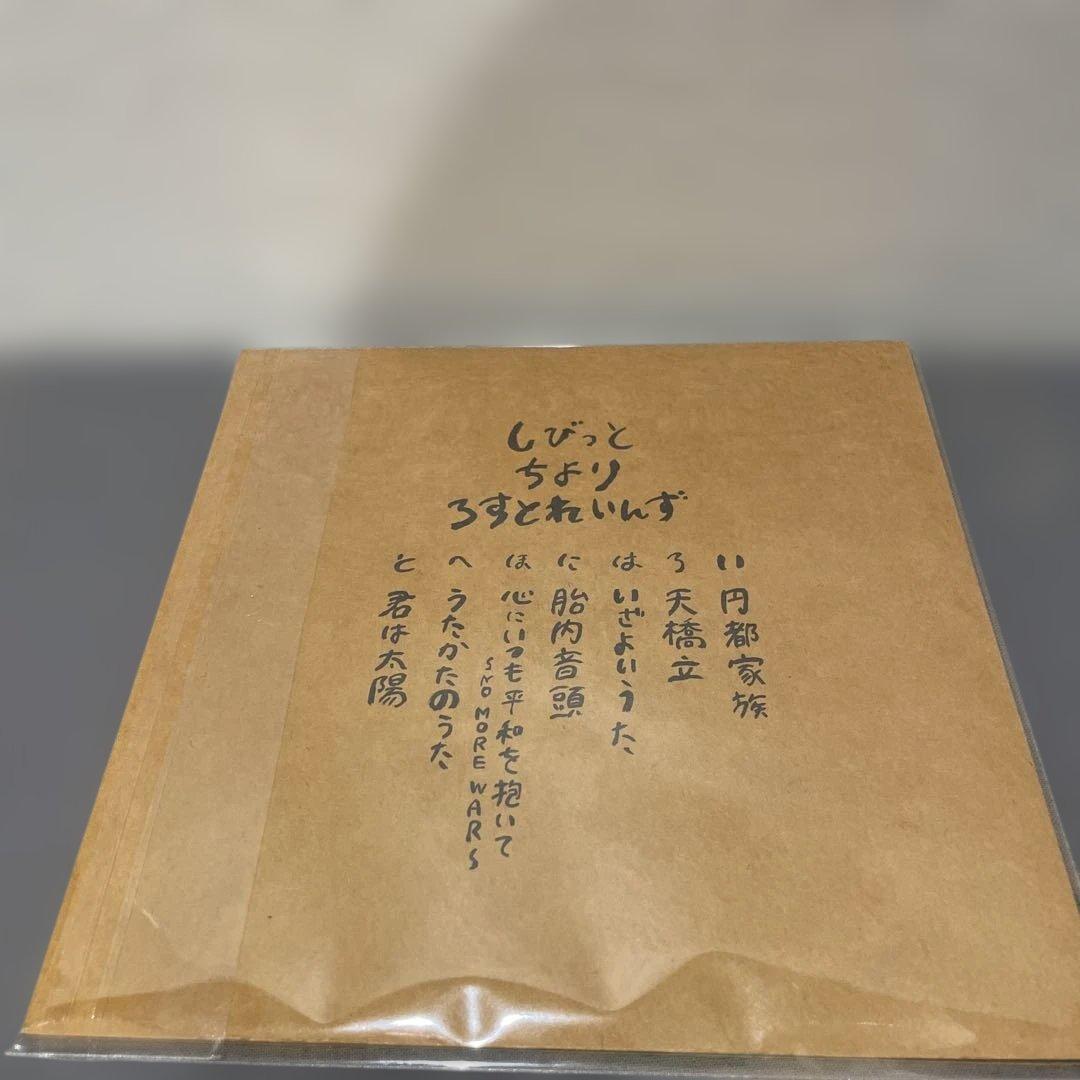 しびっと
ちより
ろすとれいんず
い 円都家族
ろ 天橋立
は いざよいうた
に 胎内音頭
ほ 心にいつも平和を抱いて
SNO MORE WARS
へ うたかたのうた
と 君は太陽